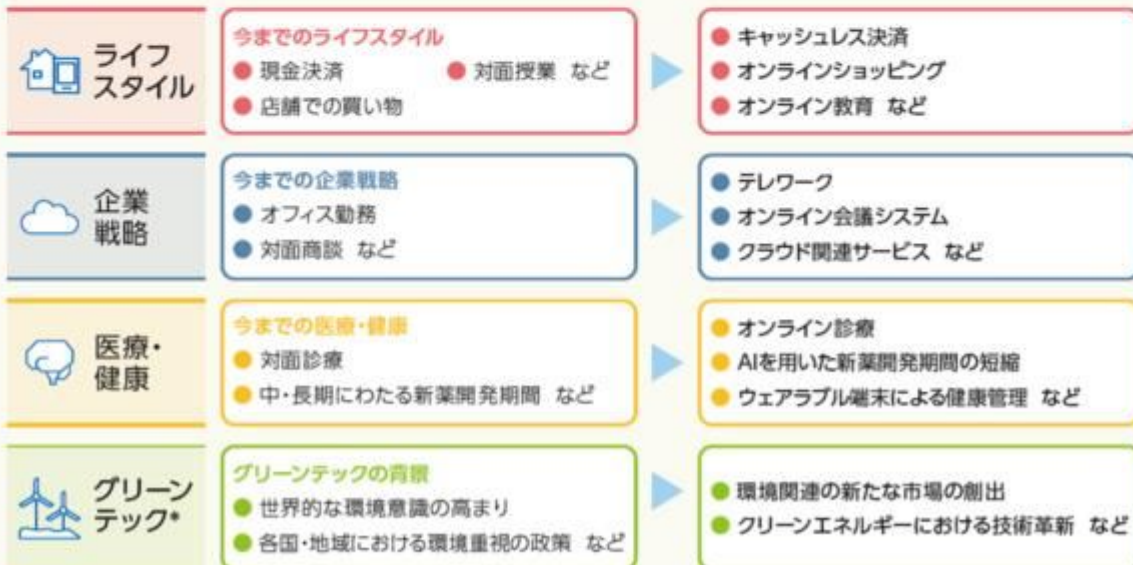 ライフ
スタイル
今までのライフスタイル
● 現金決済 ● 対面授業 など
● 店舗での買い物
● キャッシュレス決済
● オンラインショッピング
● オンライン教育 など
企業
戦略
今までの企業戦略
● オフィス勤務
● 対面商談 など
● テレワーク
● オンライン会議システム
● クラウド関連サービス など
医療・
健康
今までの医療・健康
● 対面診療
● 中・長期にわたる新薬開発期間 など
● オンライン診療
● AIを用いた新薬開発期間の短縮
● ウェアラブル端末による健康管理 など
グリーン
テック*
グリーンテックの背景
● 世界的な環境意識の高まり
● 各国・地域における環境重視の政策 など
● 環境関連の新たな市場の創出
● クリーンエネルギーにおける技術革新 など